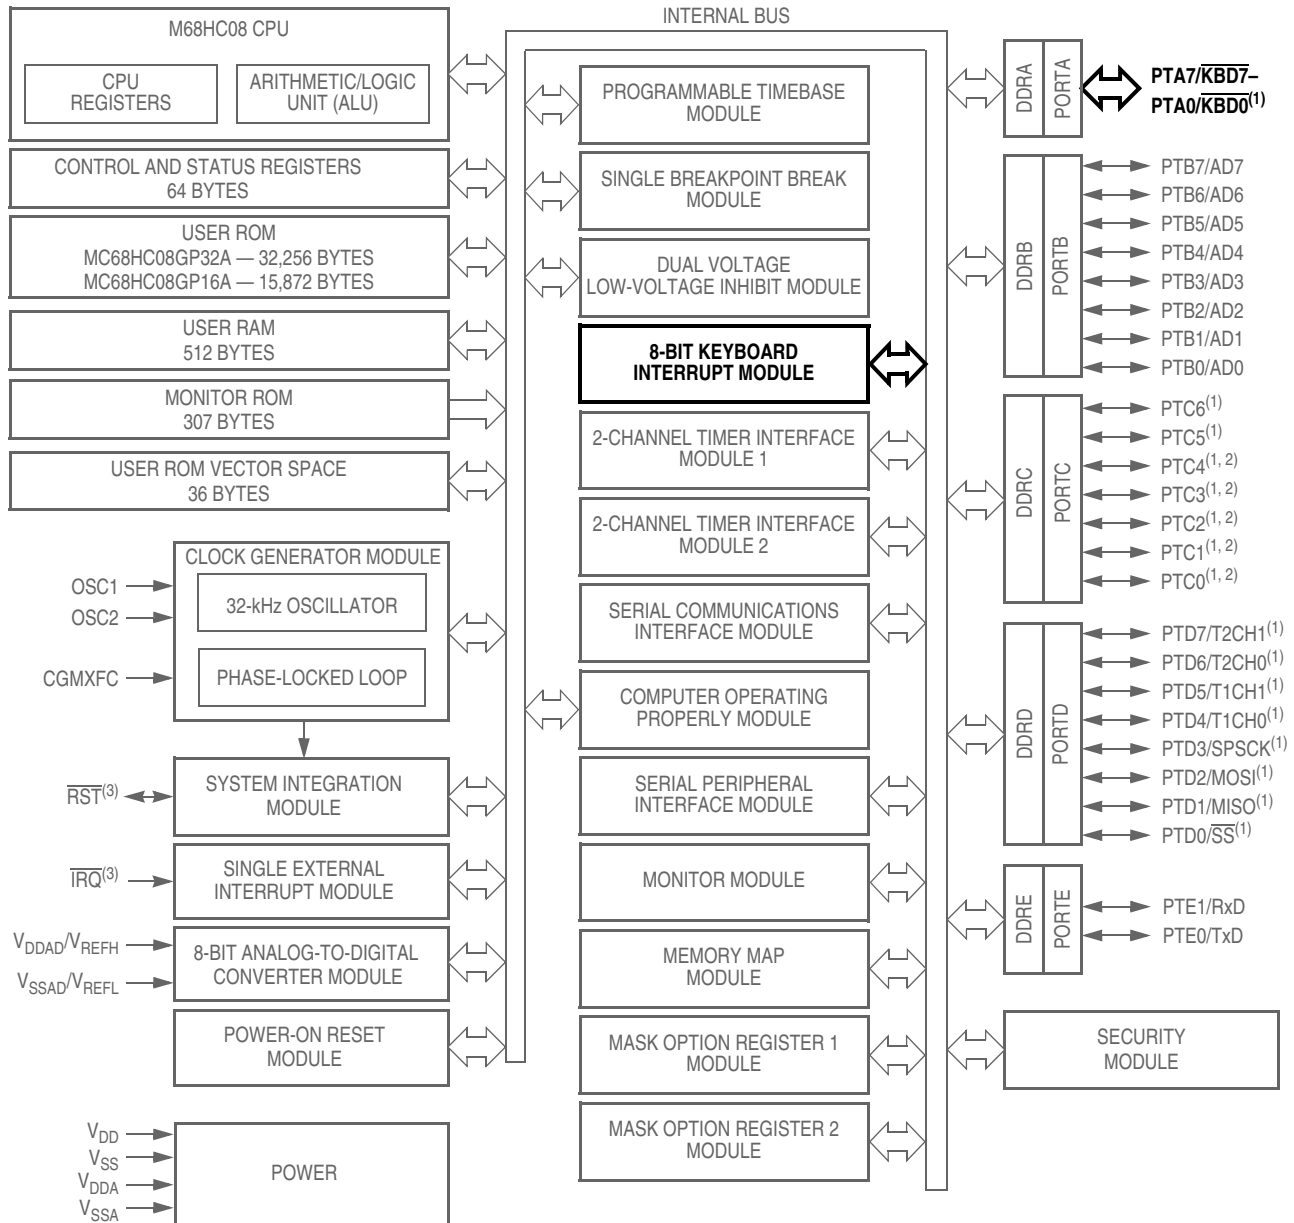 INTERNAL BUS
M68HC08 CPU
CPU
REGISTERS
ARITHMETIC/LOGIC
UNIT (ALU)
CONTROL AND STATUS REGISTERS
64 BYTES
USER ROM
MC68HC08GP32A — 32,256 BYTES
MC68HC08GP16A — 15,872 BYTES
USER RAM
512 BYTES
MONITOR ROM
307 BYTES
USER ROM VECTOR SPACE
36 BYTES
CLOCK GENERATOR MODULE
OSC1
OSC2
32-kHz OSCILLATOR
CGMXFC
PHASE-LOCKED LOOP
RST(3)
SYSTEM INTEGRATION
MODULE
IRQ(3)
SINGLE EXTERNAL
INTERRUPT MODULE
VDDAD/VREFH
VSSAD/VREFL
8-BIT ANALOG-TO-DIGITAL
CONVERTER MODULE
POWER-ON RESET
MODULE
VDD
VSS
VDDA
VSSA
POWER
PROGRAMMABLE TIMEBASE
MODULE
SINGLE BREAKPOINT BREAK
MODULE
DUAL VOLTAGE
LOW-VOLTAGE INHIBIT MODULE
8-BIT KEYBOARD
INTERRUPT MODULE
2-CHANNEL TIMER INTERFACE
MODULE 1
2-CHANNEL TIMER INTERFACE
MODULE 2
SERIAL COMMUNICATIONS
INTERFACE MODULE
COMPUTER OPERATING
PROPERLY MODULE
SERIAL PERIPHERAL
INTERFACE MODULE
MONITOR MODULE
MEMORY MAP
MODULE
MASK OPTION REGISTER 1
MODULE
MASK OPTION REGISTER 2
MODULE
DDRA
PORTA
PTA7/KBD7–
PTA0/KBD0(1)
DDRB
PORTB
PTB7/AD7
PTB6/AD6
PTB5/AD5
PTB4/AD4
PTB3/AD3
PTB2/AD2
PTB1/AD1
PTB0/AD0
DDRC
PORTC
PTC6(1)
PTC5(1)
PTC4(1, 2)
PTC3(1, 2)
PTC2(1, 2)
PTC1(1, 2)
PTC0(1, 2)
DDRD
PORTD
PTD7/T2CH1(1)
PTD6/T2CH0(1)
PTD5/T1CH1(1)
PTD4/T1CH0(1)
PTD3/SPSCK(1)
PTD2/MOSI(1)
PTD1/MISO(1)
PTD0/SS(1)
DDRE
PORTE
PTE1/RxD
PTE0/TxD
SECURITY
MODULE